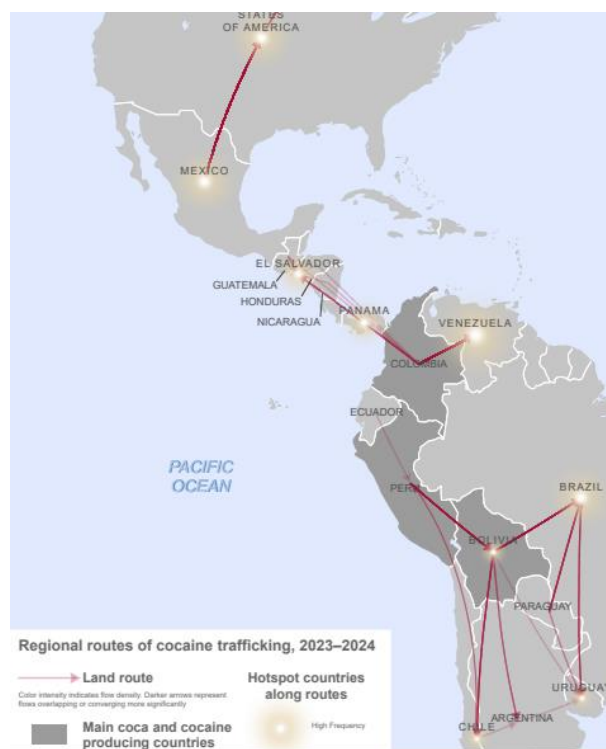 STATES
OF AMERICA
MEXICO
EL SALVADOR
GUATEMALA
HONDURAS
NICARAGUA
PANAMA
VENEZUELA
COLOMBIA
ECUADOR
PACIFIC
OCEAN
PERU
BRAZIL
BOLIVIA
PARAGUAY
URUGUAY
ARGENTINA
CHILE
Regional routes of cocaine trafficking, 2023–2024
Land route
Color intensity indicates flow density. Darker arrows represent
flows overlapping or converging more significantly
Main coca and cocaine
producing countries
Hotspot countries
along routes
High Frequency